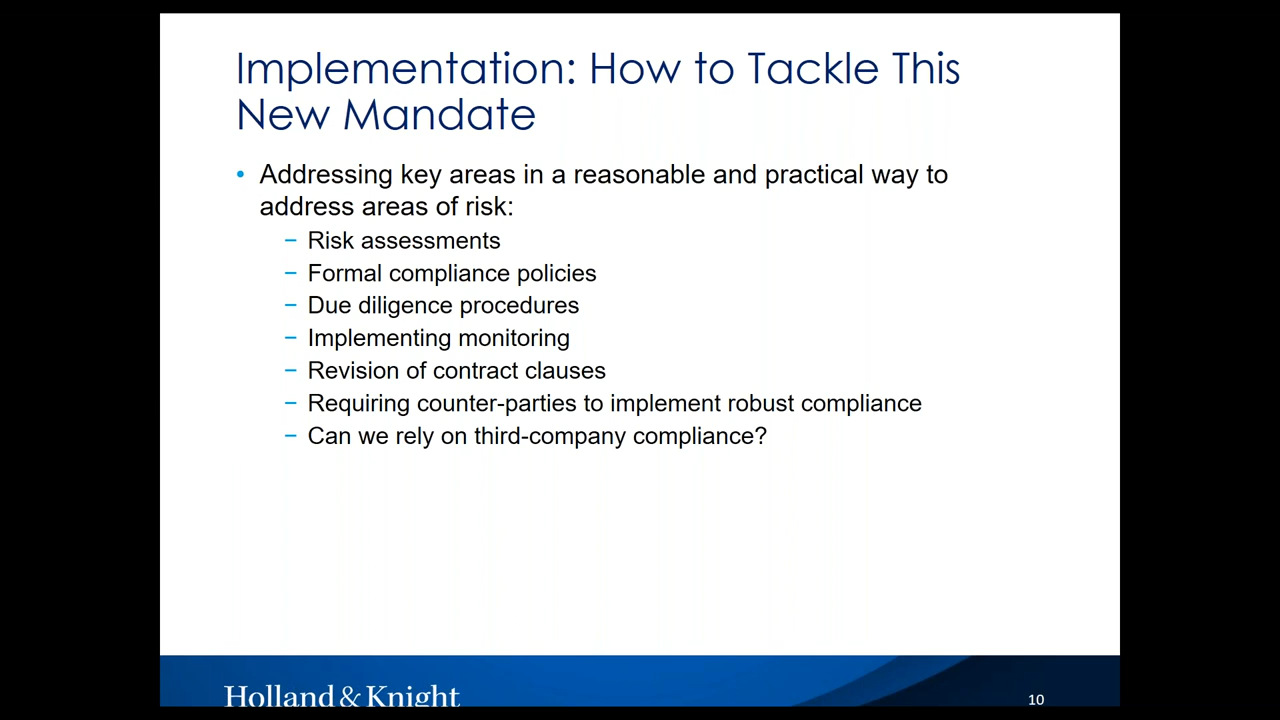 Implementation: How to Tackle This
New Mandate
• Addressing key areas in a reasonable and practical way to
address areas of risk:
− Risk assessments
− Formal compliance policies
− Due diligence procedures
− Implementing monitoring
− Revision of contract clauses
− Requiring counter-parties to implement robust compliance
− Can we rely on third-company compliance?
Holland & Knight
10